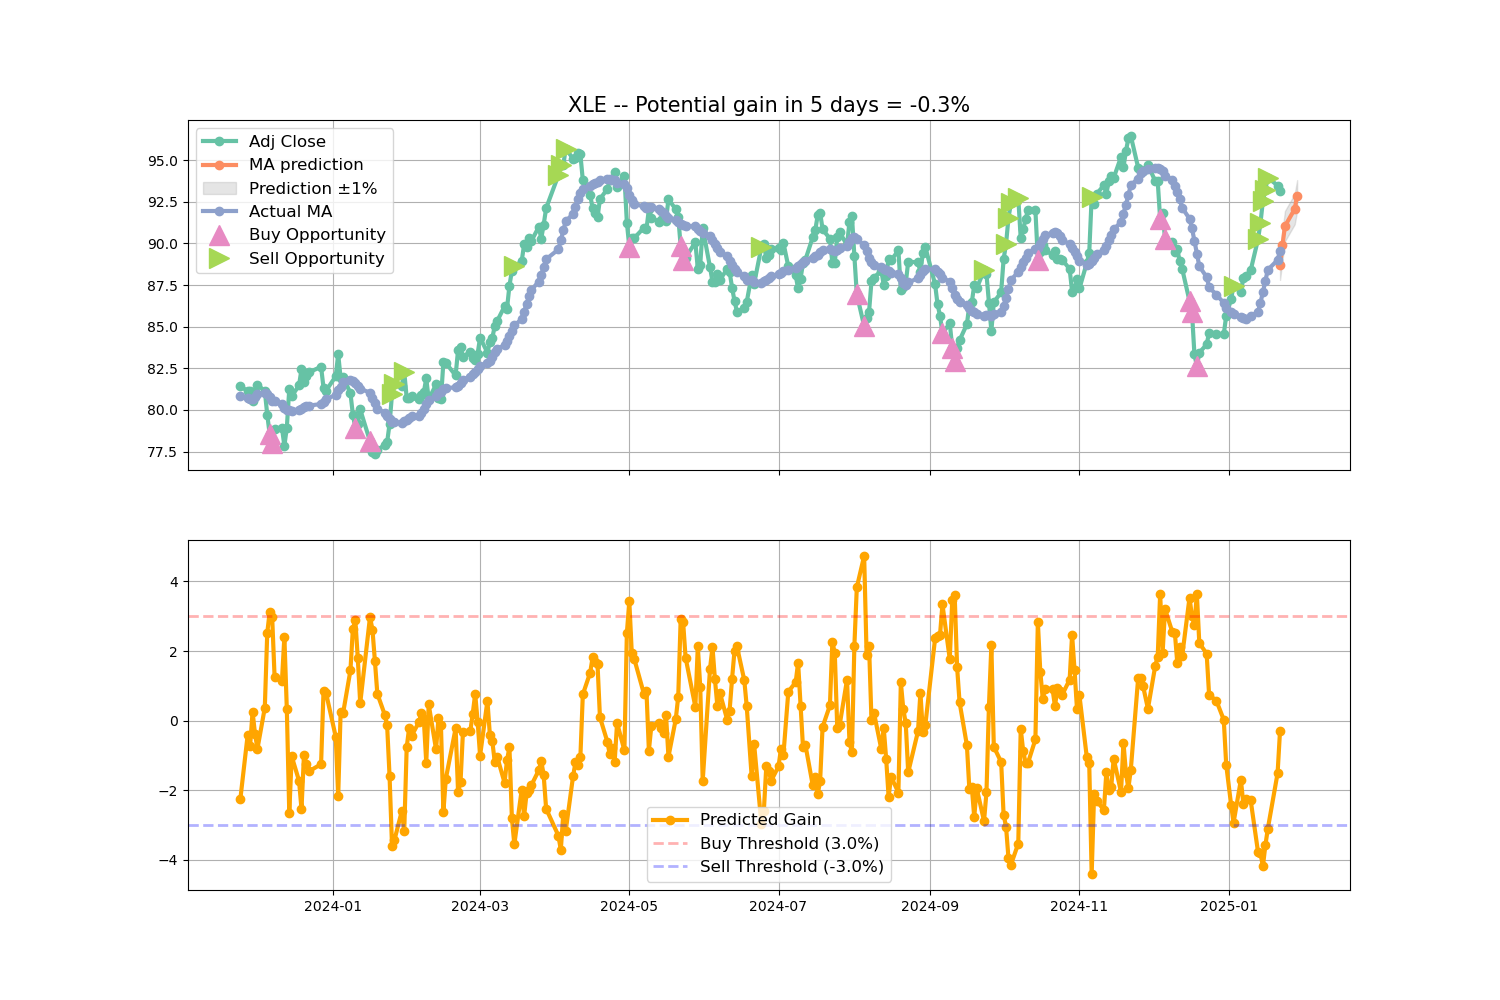 XLE -- Potential gain in 5 days = -0.3%
Adj Close
MA prediction
Prediction ±1%
Actual MA
Buy Opportunity
Sell Opportunity
95.0
92.5
90.0
87.5
85.0
82.5
80.0
77.5
4
2
0
−2
−4
Predicted Gain
Buy Threshold (3.0%)
Sell Threshold (-3.0%)
2024-01 2024-03 2024-05 2024-07 2024-09 2024-11 2025-01